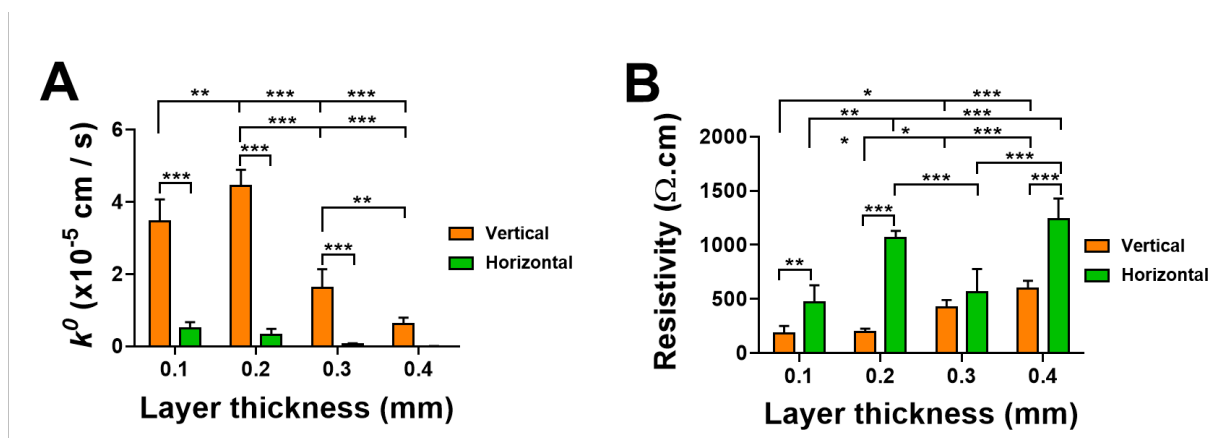 A
** *** ***
*** ***
***
***
**
***
6
4
2
0
k⁰ (x10⁻⁵ cm / s)
0.1 0.2 0.3 0.4
Layer thickness (mm)
Vertical
Horizontal
B
* ***
** ***
* * ***
***
***
***
***
**
2000
1500
1000
500
0
Resistivity (Ω.cm)
0.1 0.2 0.3 0.4
Layer thickness (mm)
Vertical
Horizontal